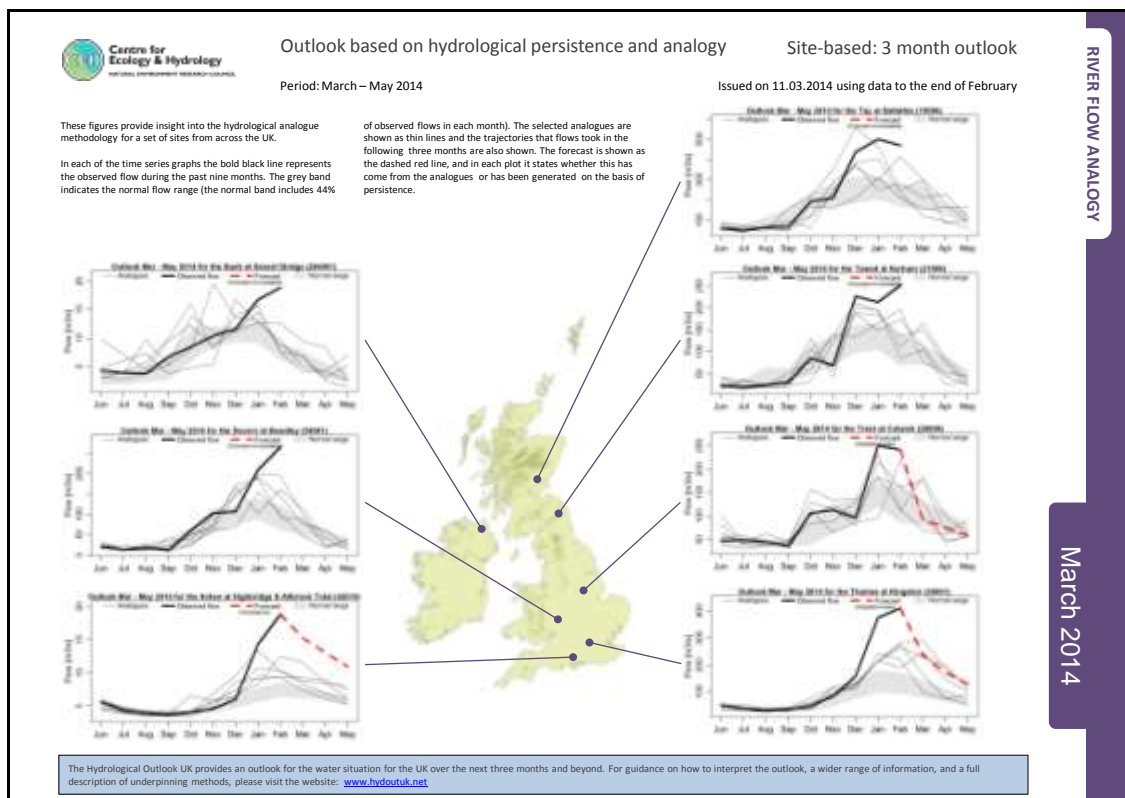 Centre for
Ecology & Hydrology
NATURAL ENVIRONMENT RESEARCH COUNCIL
Outlook based on hydrological persistence and analogy
Site-based: 3 month outlook
Period: March – May 2014
Issued on 11.03.2014 using data to the end of February
These figures provide insight into the hydrological analogue
methodology for a set of sites from across the UK.
In each of the time series graphs the bold black line represents
the observed flow during the past nine months. The grey band
indicates the normal flow range (the normal band includes 44%
of observed flows in each month). The selected analogues are
shown as thin lines and the trajectories that flows took in the
following three months are also shown. The forecast is shown as
the dashed red line, and in each plot it states whether this has
come from the analogues or has been generated on the basis of
persistence.
RIVER FLOW ANALOGY
March 2014
Jun Jul Aug Sep Oct Nov Dec Jan Feb Mar Apr May
Jun Jul Aug Sep Oct Nov Dec Jan Feb Mar Apr May
Jun Jul Aug Sep Oct Nov Dec Jan Feb Mar Apr May
Jun Jul Aug Sep Oct Nov Dec Jan Feb Mar Apr May
Jun Jul Aug Sep Oct Nov Dec Jan Feb Mar Apr May
Jun Jul Aug Sep Oct Nov Dec Jan Feb Mar Apr May
Jun Jul Aug Sep Oct Nov Dec Jan Feb Mar Apr May
The Hydrological Outlook UK provides an outlook for the water situation for the UK over the next three months and beyond. For guidance on how to interpret the outlook, a wider range of information, and a full
description of underpinning methods, please visit the website: www.hydoutuk.net